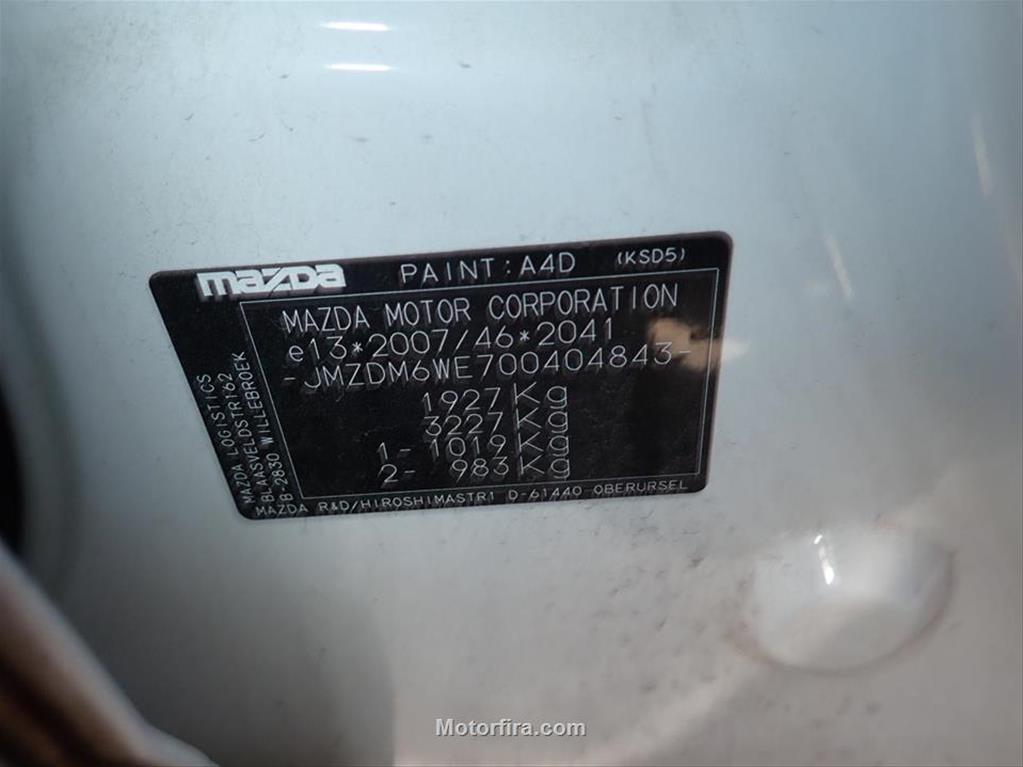 mazda PAINT:A4D (KSD5)
MAZDA MOTOR CORPORATION
e13*2007/46*2041
-JMZDM6WE700404843-
1927 Kg
3227 Kg
1- 1019 Kg
2- 983 Kg
MAZDA LOGISTICS
BLAASVELDSTR162
B-2830 WILLEBROEK
MAZDA R&D/HIROSHIMASTR1 D-61440 OBERURSEL
Motorfira.com